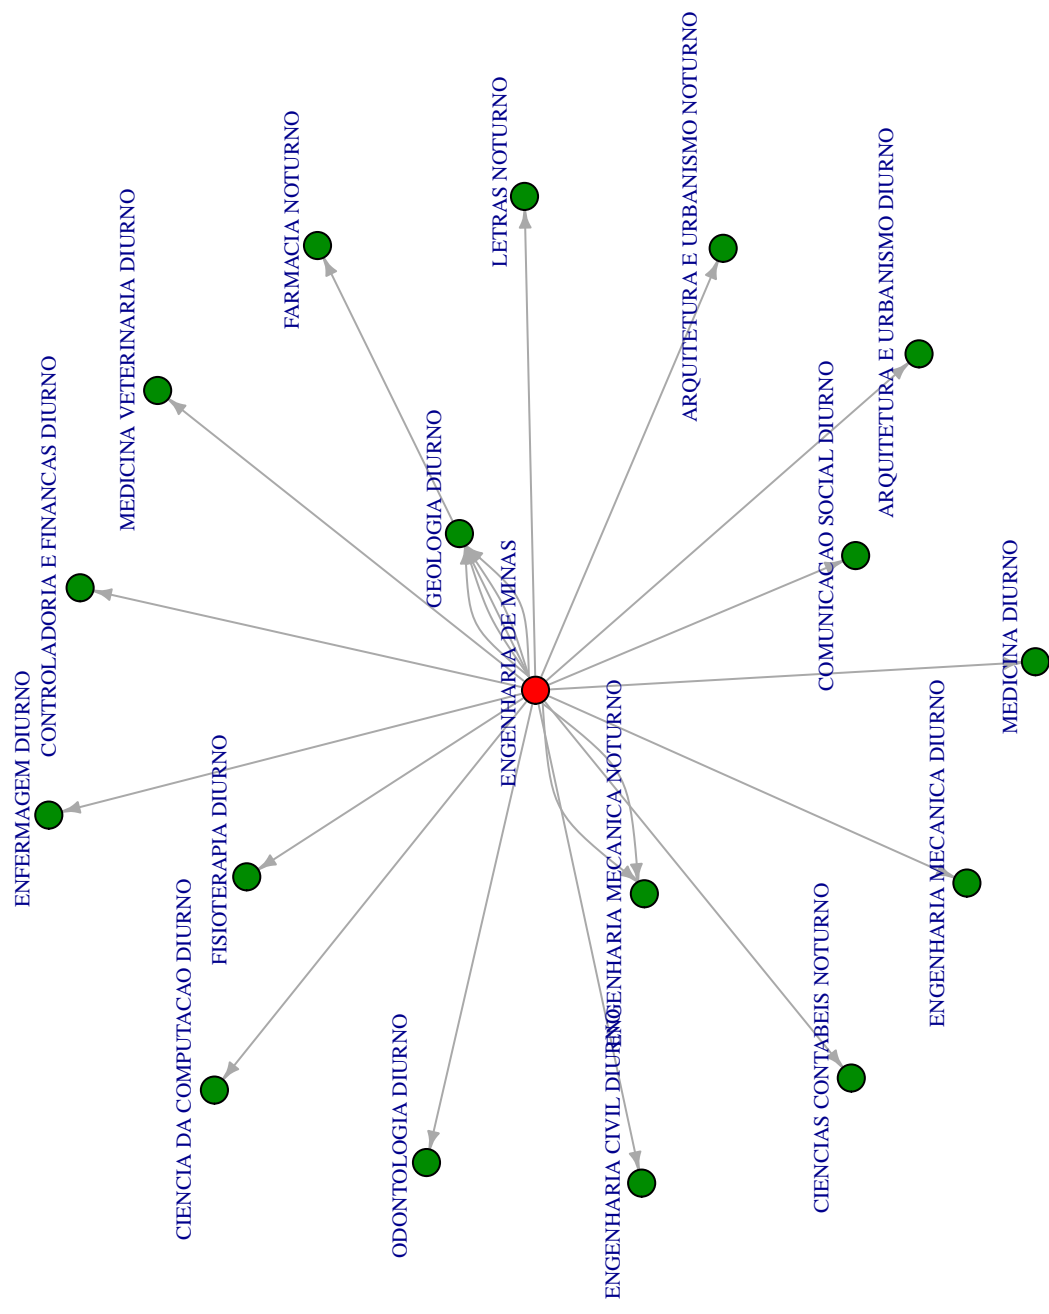 ARQUITETURA E URBANISMO NOTURNO
LETRAS NOTURNO
FARMACIA NOTURNO
ARQUITETURA E URBANISMO DIURNO
MEDICINA VETERINARIA DIURNO
CONTROLADORIA E FINANCAS DIURNO
COMUNICACAO SOCIAL DIURNO
GEOLOGIA DIURNO
ENGENHARIA DE MINAS
MEDICINA DIURNO
ENFERMAGEM DIURNO
ENGENHARIA MECANICA NOTURNO
ENGENHARIA MECANICA DIURNO
FISIOTERAPIA DIURNO
CIENCIA DA COMPUTACAO DIURNO
CIENCIAS CONTABEIS NOTURNO
ODONTOLOGIA DIURNO
ENGENHARIA CIVIL DIURNO